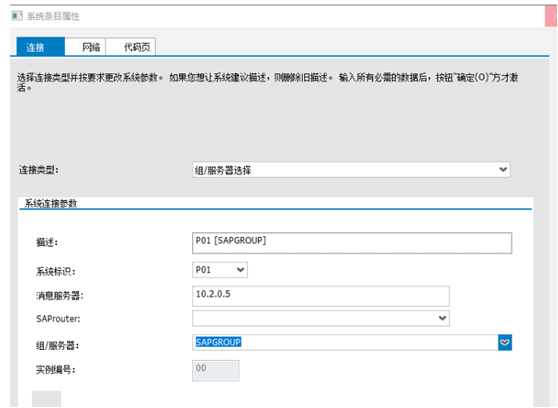 系统条目属性
连接 网络 代码页
选择连接类型并按要求更改系统参数。 如果您想让系统建议描述，则删除旧描述。 输入所有必需的数据后，按钮"确定(O)"方才激
活。
连接类型: 组/服务器选择
系统连接参数
描述: P01 [SAPGROUP]
系统标识: P01
消息服务器: 10.2.0.5
SAProuter:
组/服务器: SAPGROUP
实例编号: 00